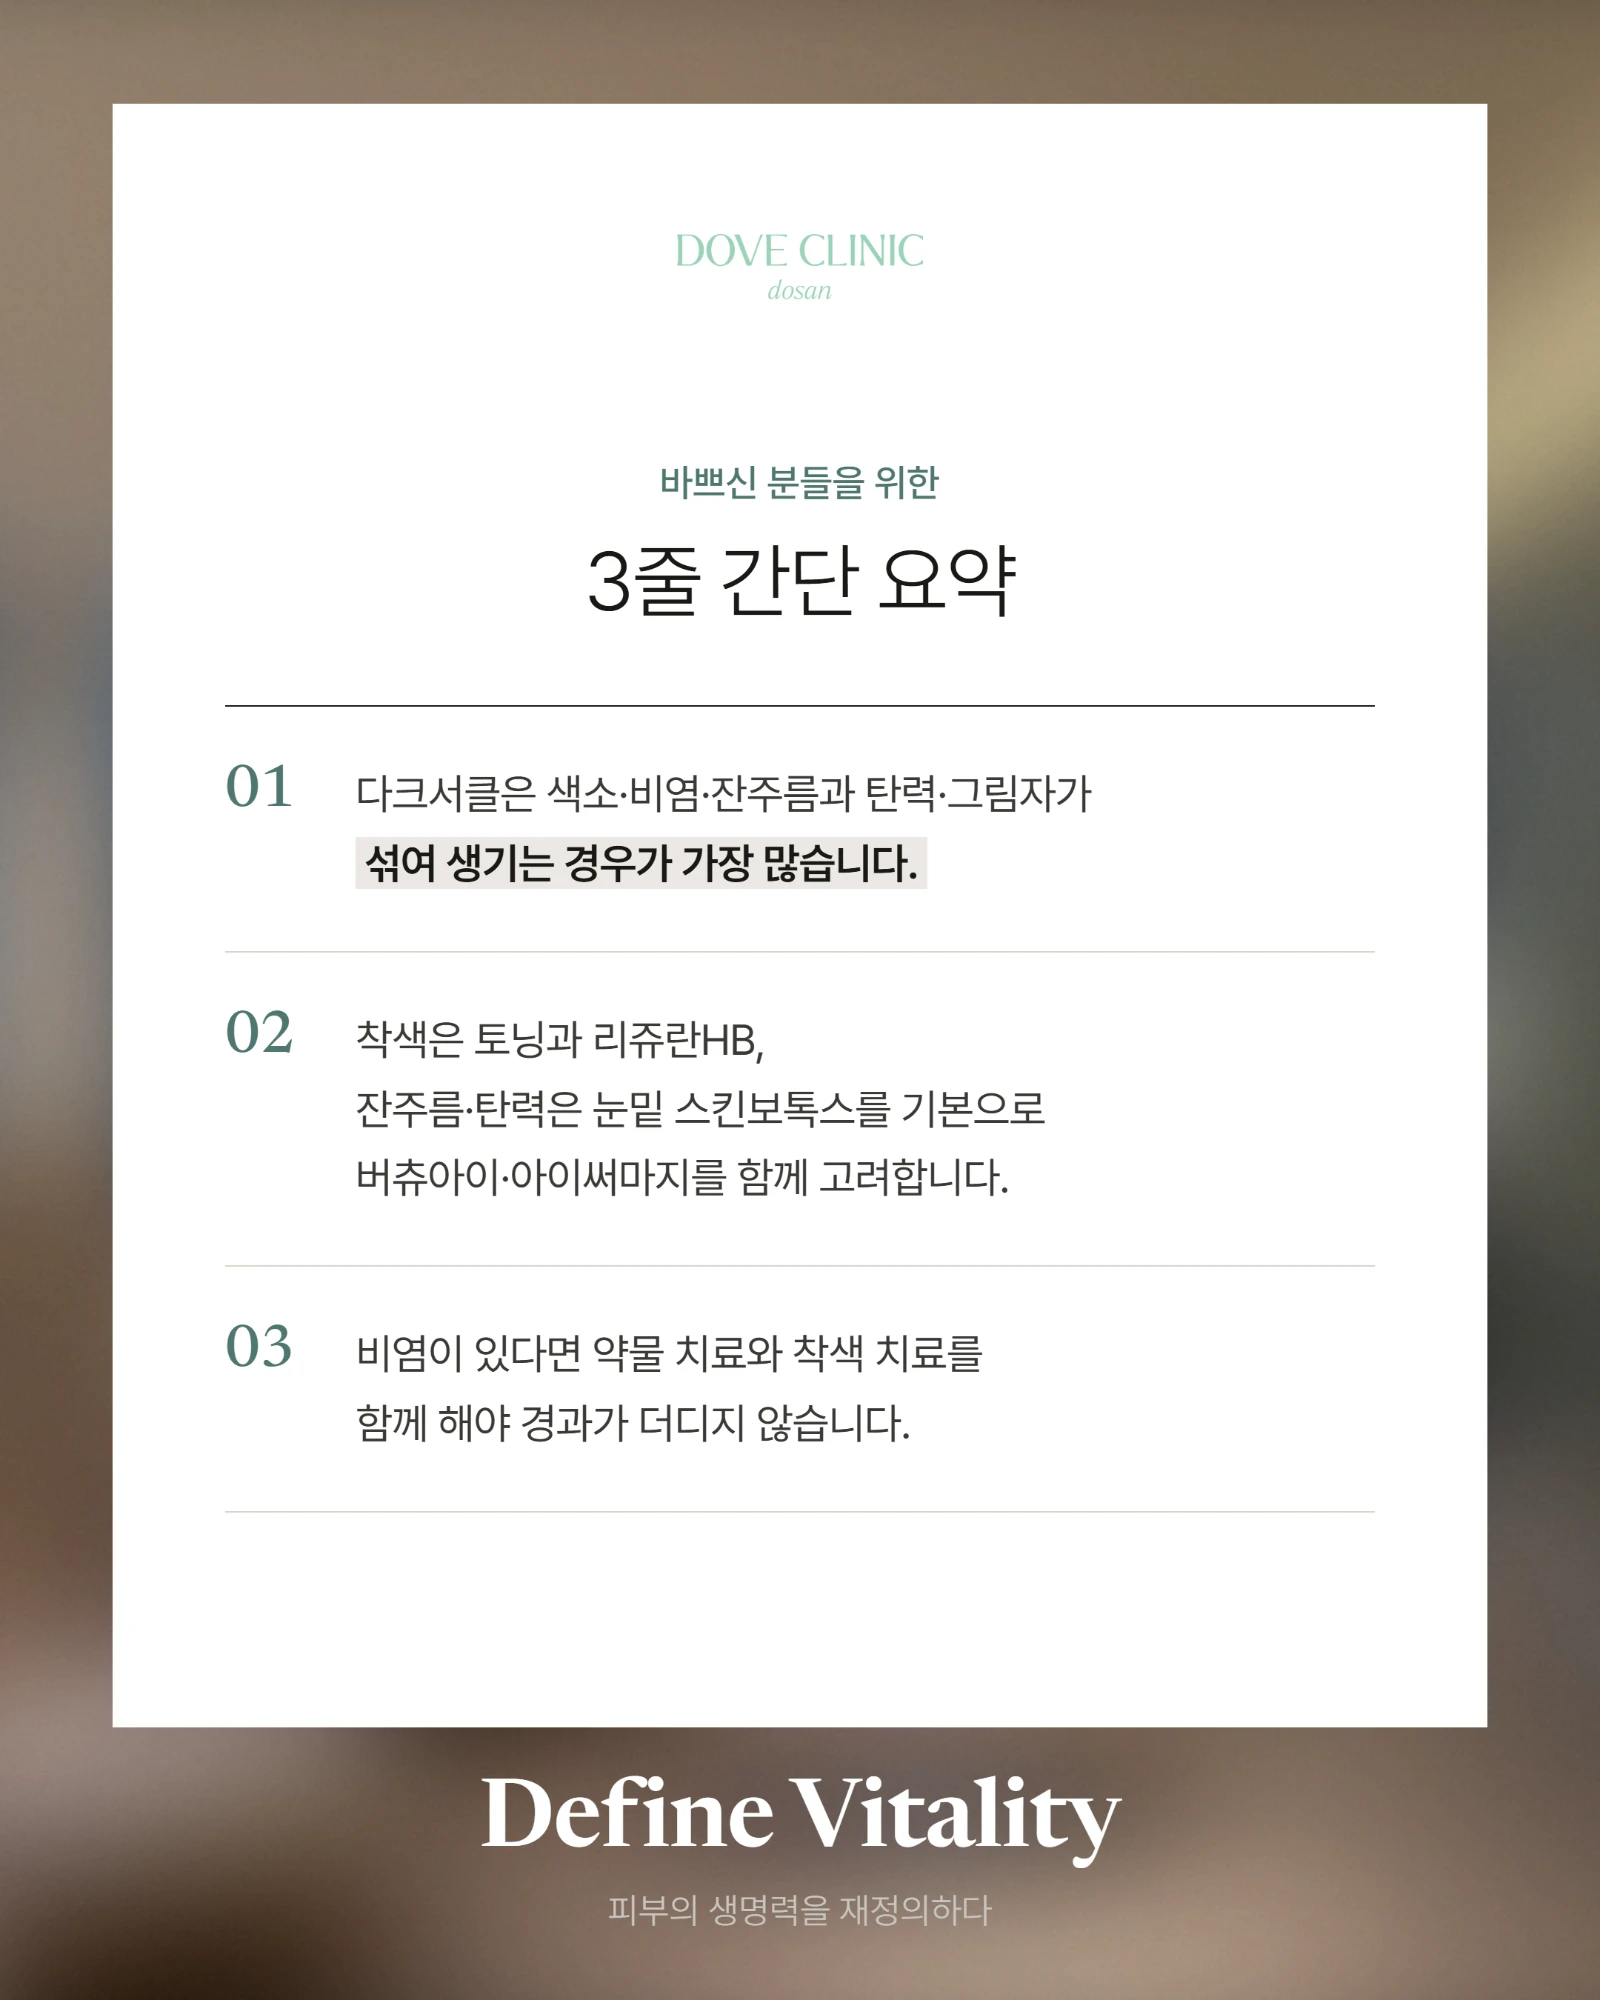 DOVE CLINIC
dosan
바쁘신 분들을 위한
3줄 간단 요약
01
다크서클은 색소·비염·잔주름과 탄력·그림자가
섞여 생기는 경우가 가장 많습니다.
02
착색은 토닝과 리쥬란HB,
잔주름·탄력은 눈밑 스킨보톡스를 기본으로
버츄아이·아이써마지를 함께 고려합니다.
03
비염이 있다면 약물 치료와 착색 치료를
함께 해야 경과가 더디지 않습니다.
Define Vitality
피부의 생명력을 재정의하다